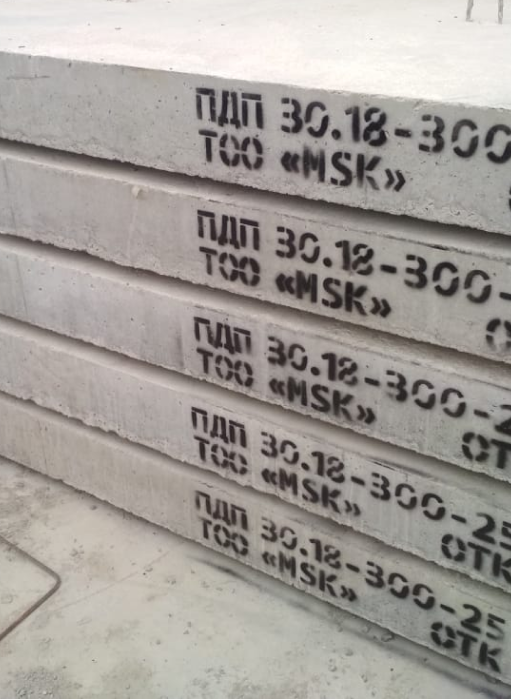 ПДП 30.18-300
ТОО «MSK»
ПДП 30.18-300-
ТОО «MSK» О
ПДП 30.18-300-2
ТОО «MSK» ОТ
ПДП 30.18-300-25
ТОО «MSK» ОТК
ПДП 30.18-300-25
ТОО «MSK» ОТК